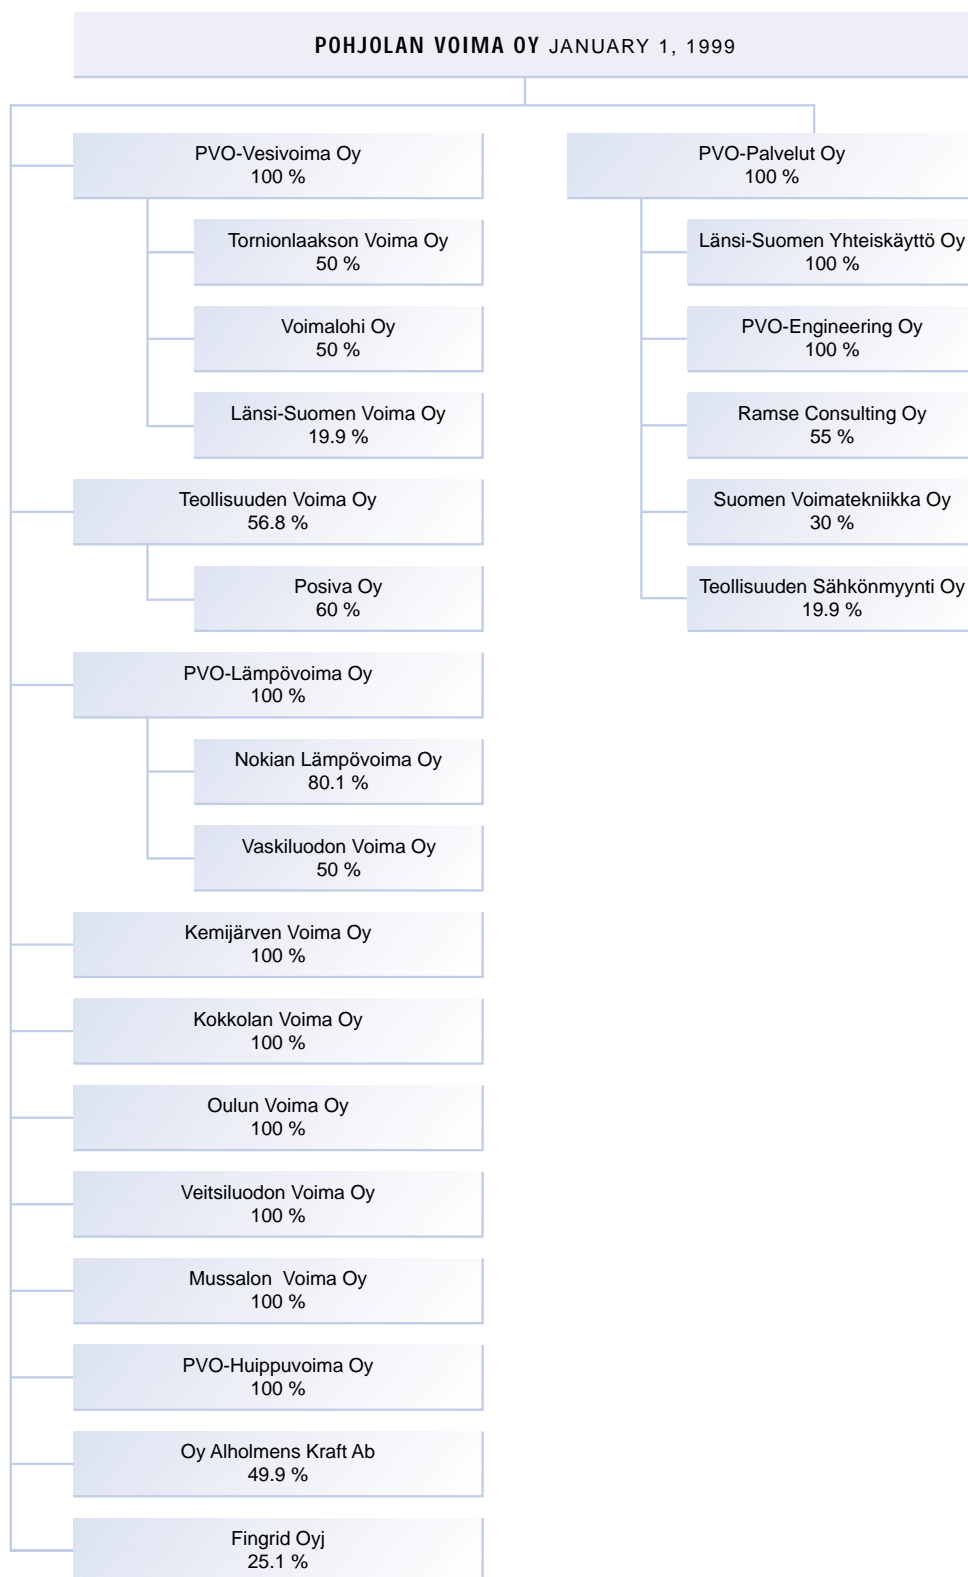 POHJOLAN VOIMA OY JANUARY 1, 1999
PVO-Vesivoima Oy
100 %
Tornionlaakson Voima Oy
50 %
Voimalohi Oy
50 %
Länsi-Suomen Voima Oy
19.9 %
Teollisuuden Voima Oy
56.8 %
Posiva Oy
60 %
PVO-Lämpövoima Oy
100 %
Nokian Lämpövoima Oy
80.1 %
Vaskiluodon Voima Oy
50 %
Kemijärven Voima Oy
100 %
Kokkolan Voima Oy
100 %
Oulun Voima Oy
100 %
Veitsiluodon Voima Oy
100 %
Mussalon  Voima Oy
100 %
PVO-Huippuvoima Oy
100 %
Oy Alholmens Kraft Ab
49.9 %
Fingrid Oyj
25.1 %
PVO-Palvelut Oy
100 %
Länsi-Suomen Yhteiskäyttö Oy
100 %
PVO-Engineering Oy
100 %
Ramse Consulting Oy
55 %
Suomen Voimatekniikka Oy
30 %
Teollisuuden Sähkönmyynti Oy
19.9 %